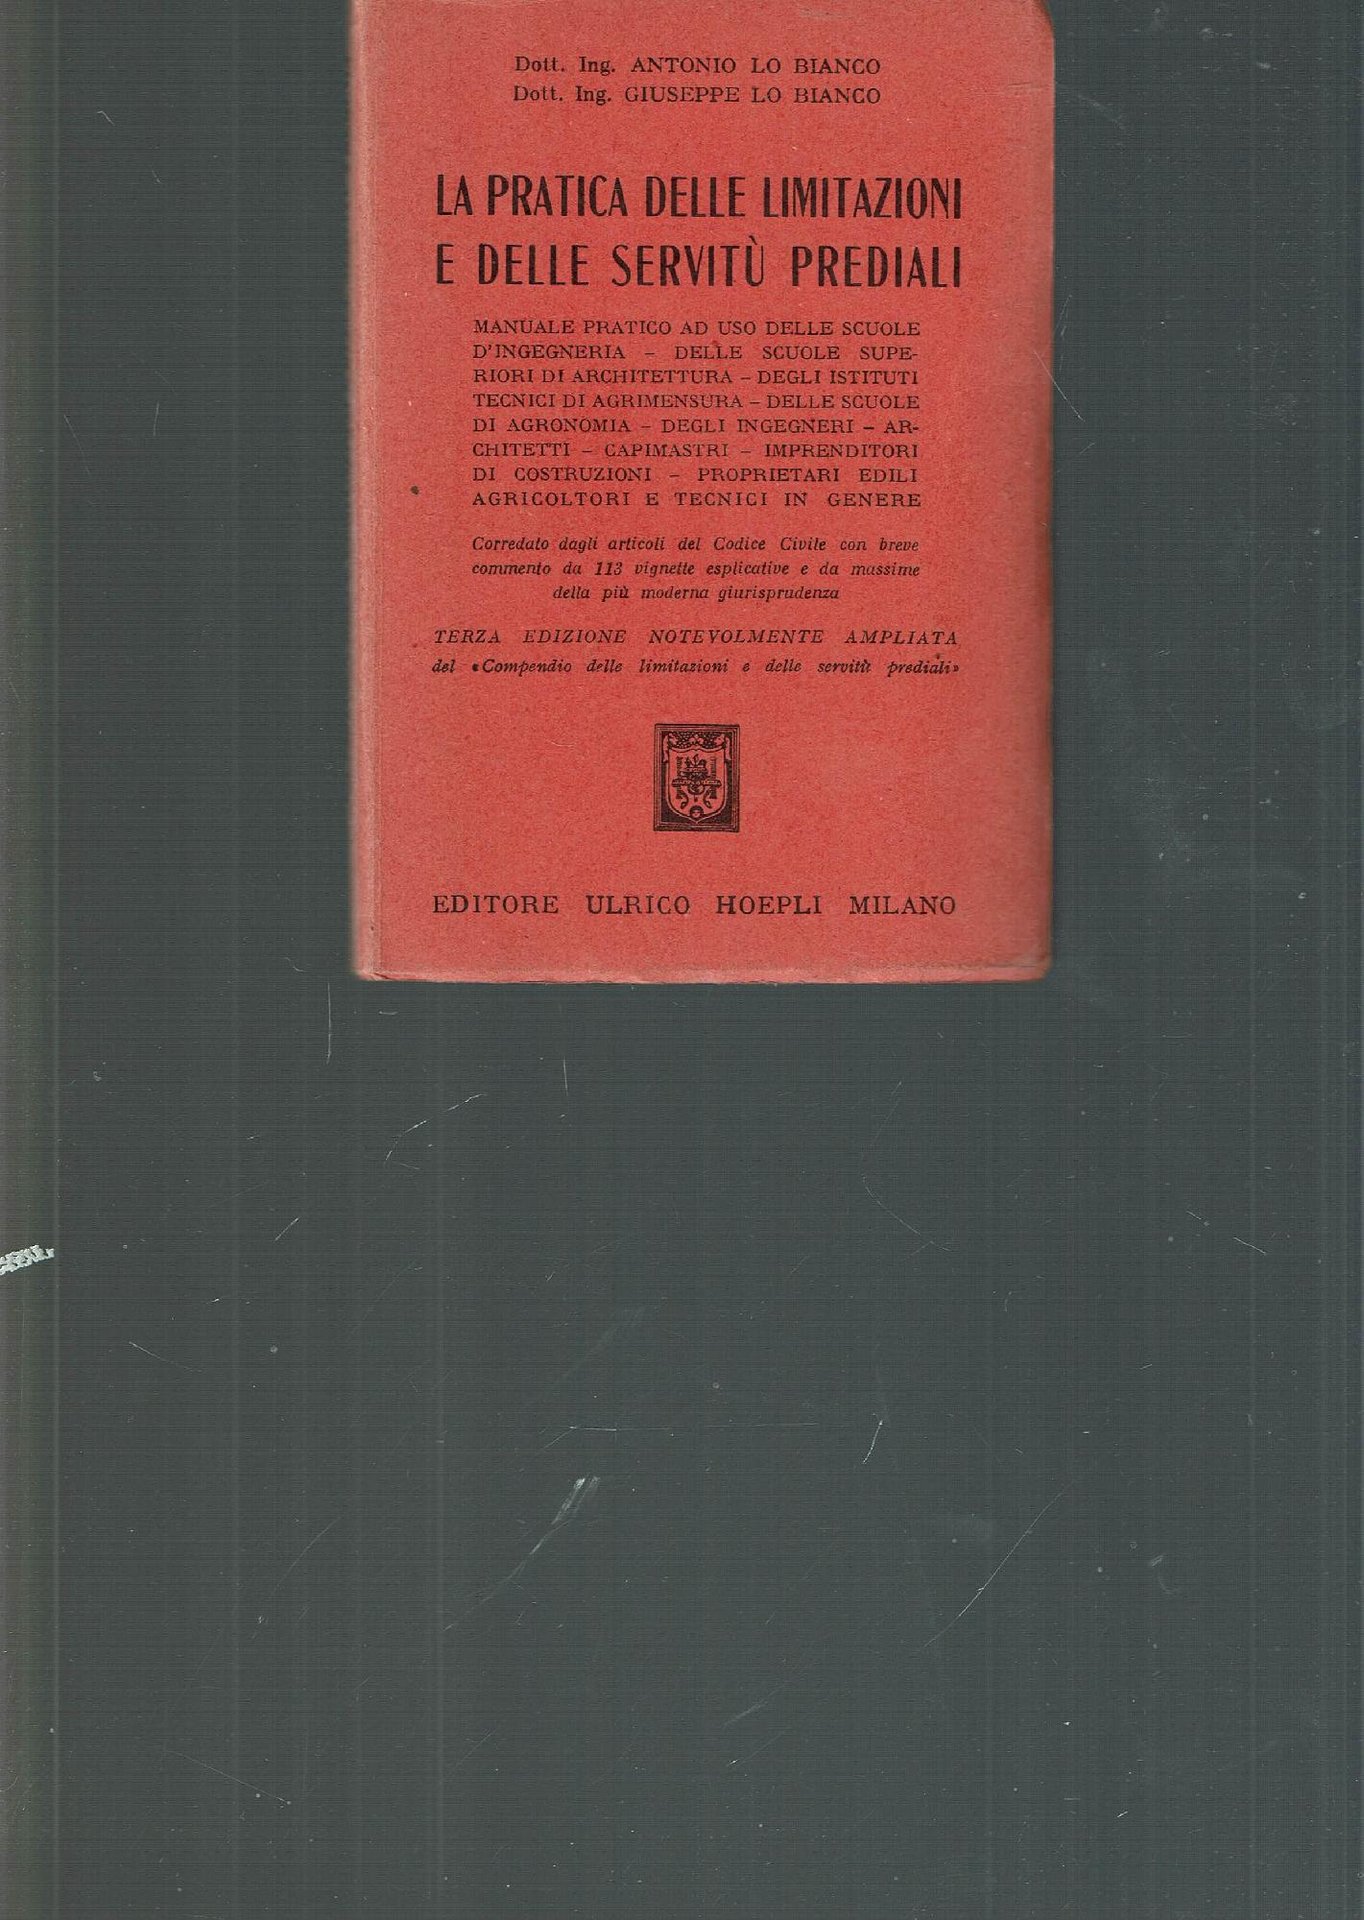 Dott. Ing. ANTONIO LO BIANCO
Dott. Ing. GIUSEPPE LO BIANCO
LA PRATICA DELLE LIMITAZIONI
E DELLE SERVITÙ PREDIALI
MANUALE PRATICO AD USO DELLE SCUOLE
D'INGEGNERIA – DELLE SCUOLE SUPE-
RIORI DI ARCHITETTURA – DEGLI ISTITUTI
TECNICI DI AGRIMENSURA – DELLE SCUOLE
DI AGRONOMIA – DEGLI INGEGNERI – AR-
CHITETTI – CAPIMASTRI – IMPRENDITORI
DI COSTRUZIONI – PROPRIETARI EDILI
AGRICOLTORI E TECNICI IN GENERE
Corredato dagli articoli del Codice Civile con breve
commento da 113 vignette esplicative e da massime
della più moderna giurisprudenza
TERZA EDIZIONE NOTEVOLMENTE AMPLIATA
del «Compendio delle limitazioni e delle servitù prediali»
EDITORE ULRICO HOEPLI MILANO